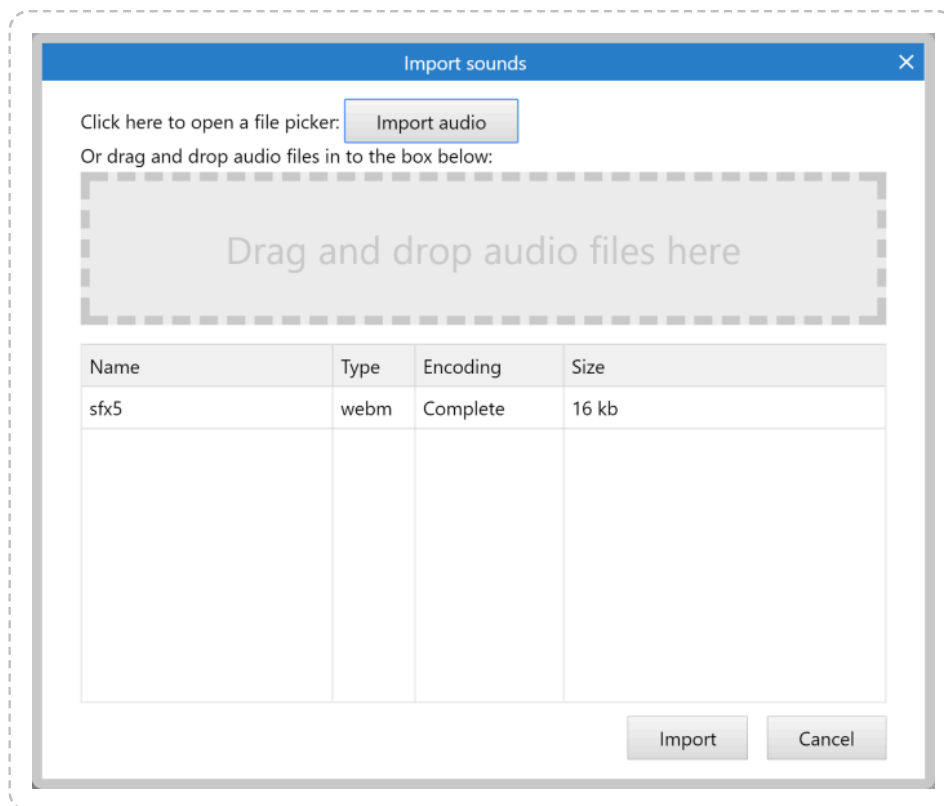 Import sounds
Click here to open a file picker: Import audio
Or drag and drop audio files in to the box below:
Drag and drop audio files here
Name Type Encoding Size
sfx5 webm Complete 16 kb
Import Cancel